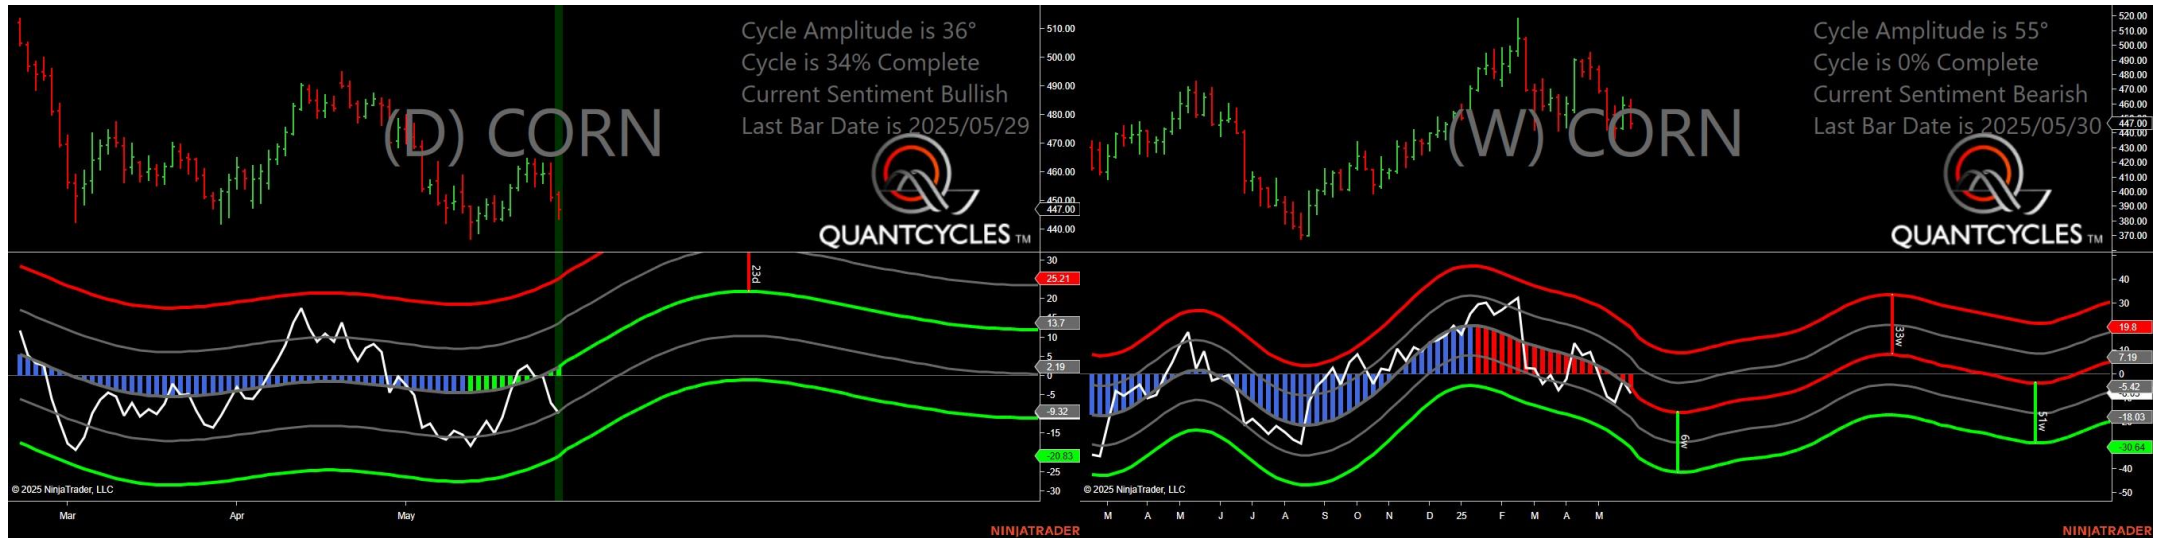 Cycle Amplitude is 36°
Cycle is 34% Complete
Current Sentiment Bullish
Last Bar Date is 2025/05/29
(D) CORN
QUANTCYCLES TM
510.00
500.00
490.00
480.00
470.00
460.00
450.00
447.00
440.00
23d
30
25.21
20
13.7
10
5
2.19
0
-5
-9.32
-15
-20.83
-25
-30
© 2025 NinjaTrader, LLC
Mar
Apr
May
NINJATRADER
Cycle Amplitude is 55°
Cycle is 0% Complete
Current Sentiment Bearish
Last Bar Date is 2025/05/30
(W) CORN
QUANTCYCLES TM
520.00
510.00
500.00
490.00
480.00
470.00
460.00
447.00
440.00
430.00
420.00
410.00
400.00
390.00
380.00
370.00
33w
6w
51w
40
30
19.8
10
7.19
0
-5.42
-18.03
-30.64
-40
-50
© 2025 NinjaTrader, LLC
M A M J J A S O N D 25 F M A M
NINJATRADER